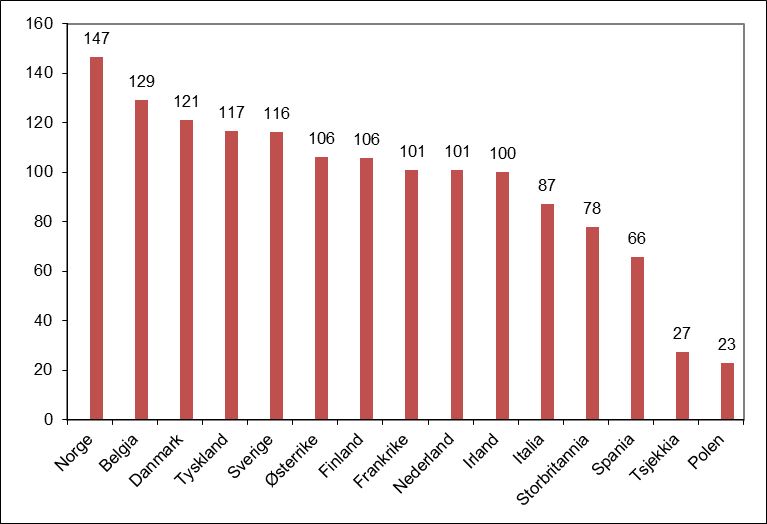 160
140
120
100
80
60
40
20
0
147
129
121
117
116
106
106
101
101
100
87
78
66
27
23
Norge
Belgia
Danmark
Tyskland
Sverige
Østerrike
Finland
Frankrike
Nederland
Irland
Italia
Storbritannia
Spania
Tsjekkia
Polen